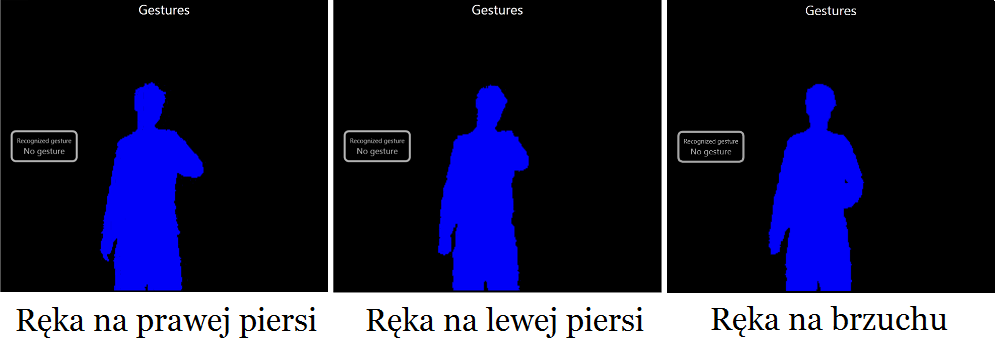 Gestures
Recognized gesture
No gesture
Ręka na prawej piersi
Gestures
Recognized gesture
No gesture
Ręka na lewej piersi
Gestures
Recognized gesture
No gesture
Ręka na brzuchu